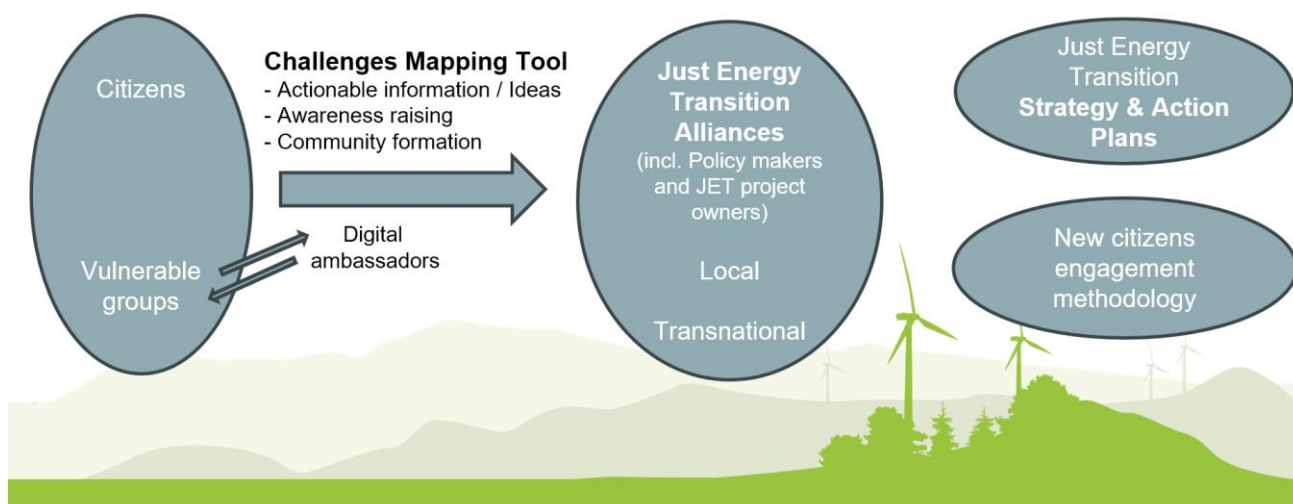 Citizens
Vulnerable
groups
Challenges Mapping Tool
- Actionable information / Ideas
- Awareness raising
- Community formation
Digital
ambassadors
Just Energy
Transition
Alliances
(incl. Policy makers
and JET project
owners)
Local
Transnational
Just Energy
Transition
Strategy & Action
Plans
New citizens
engagement
methodology